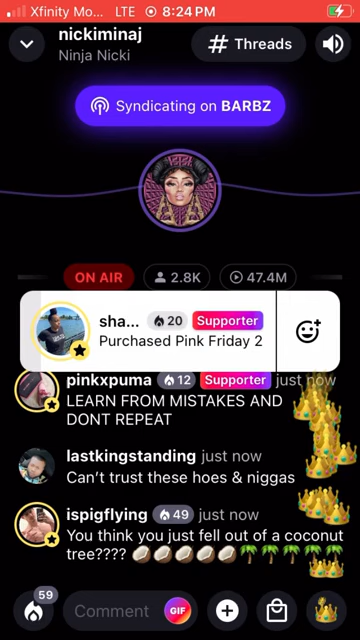 Xfinity Mo... LTE 8:24PM
nickiminaj
Ninja Nicki
# Threads
Syndicating on BARBZ
ON AIR 2.8K 47.4M
sha... 20 Supporter
Purchased Pink Friday 2
pinkxpuma 12 Supporter just now
LEARN FROM MISTAKES AND
DONT REPEAT
lastkingstanding just now
Can't trust these hoes & niggas
ispigflying 49 just now
You think you just fell out of a coconut
tree????
59
Comment GIF